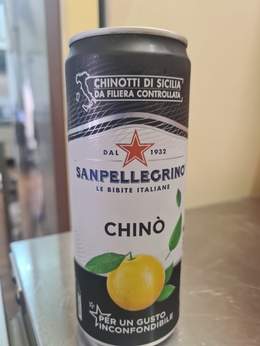 CHINOTTI DI SICILIA
DA FILIERA CONTROLLATA
DAL 1932
SANPELLEGRINO
LE BIBITE ITALIANE
CHINÒ
PER UN GUSTO
INCONFONDIBILE